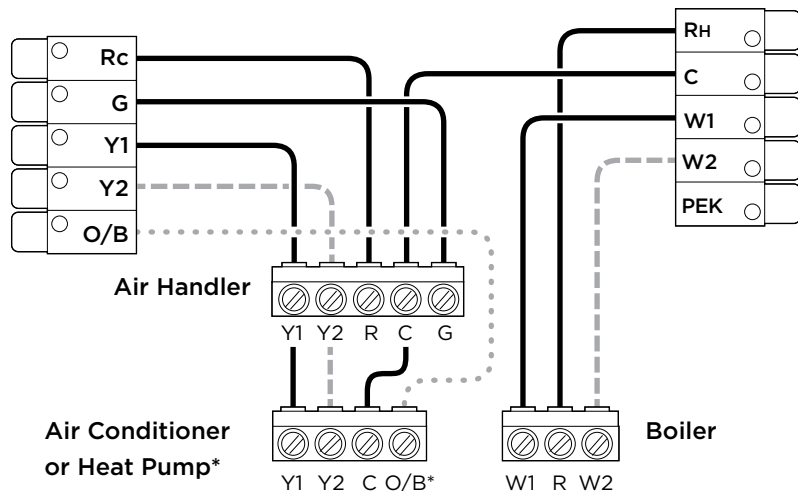 Rc
G
Y1
Y2
O/B
RH
C
W1
W2
PEK
Air Handler
Y1 Y2 R C G
Air Conditioner
or Heat Pump*
Y1 Y2 C O/B*
Boiler
W1 R W2